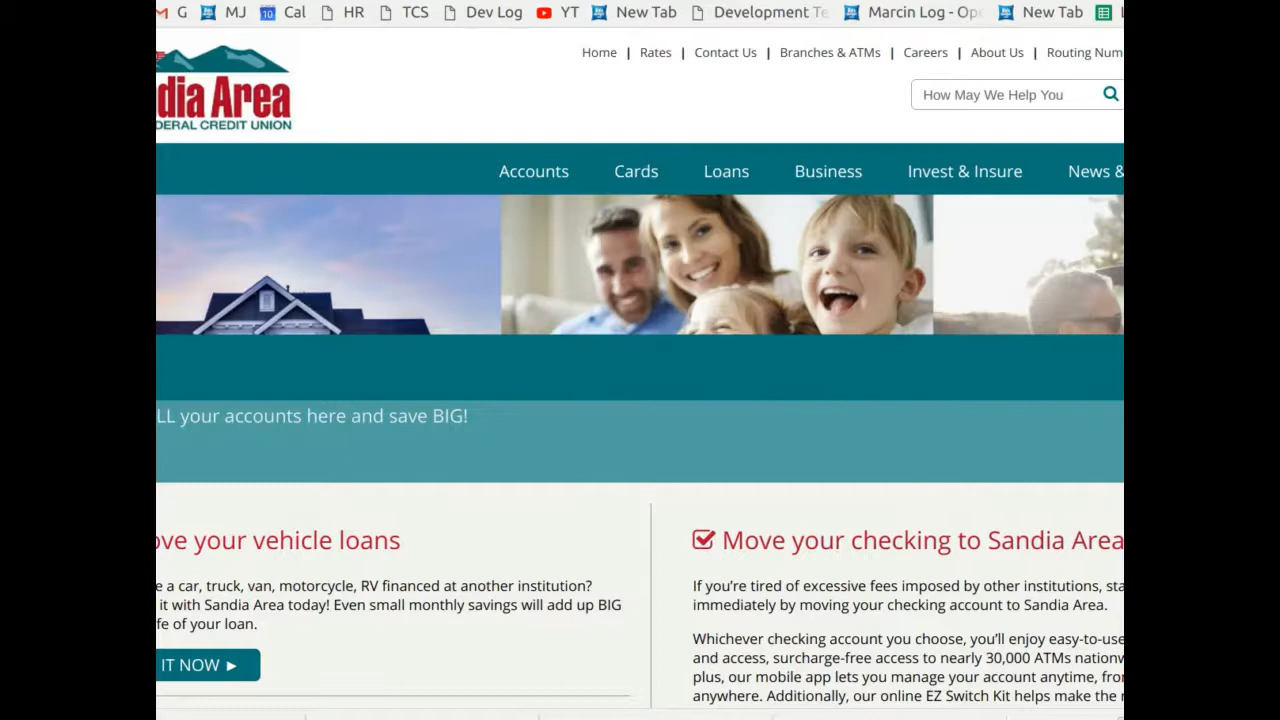 G MJ 10 Cal HR TCS Dev Log YT New Tab Development Te Marcin Log - Ope New Tab
Home | Rates | Contact Us | Branches & ATMs | Careers | About Us | Routing Num
dia Area
DERAL CREDIT UNION
How May We Help You
Accounts Cards Loans Business Invest & Insure News &
LL your accounts here and save BIG!
ove your vehicle loans
e a car, truck, van, motorcycle, RV financed at another institution?
it with Sandia Area today! Even small monthly savings will add up BIG
fe of your loan.
IT NOW ►
Move your checking to Sandia Area
If you’re tired of excessive fees imposed by other institutions, sta
immediately by moving your checking account to Sandia Area.
Whichever checking account you choose, you’ll enjoy easy-to-use
and access, surcharge-free access to nearly 30,000 ATMs nationw
plus, our mobile app lets you manage your account anytime, fro
anywhere. Additionally, our online EZ Switch Kit helps make the